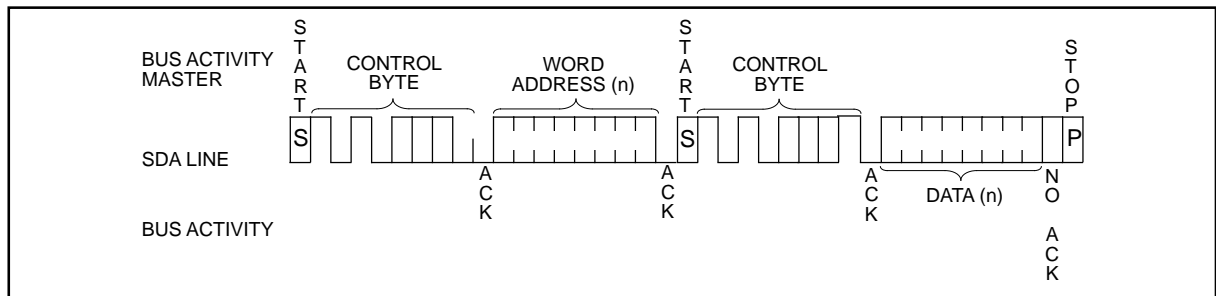 BUS ACTIVITY
MASTER
START
CONTROL
BYTE
WORD
ADDRESS (n)
START
CONTROL
BYTE
STOP
SDA LINE
S
S
P
ACK
ACK
ACK
DATA (n)
NO ACK
BUS ACTIVITY